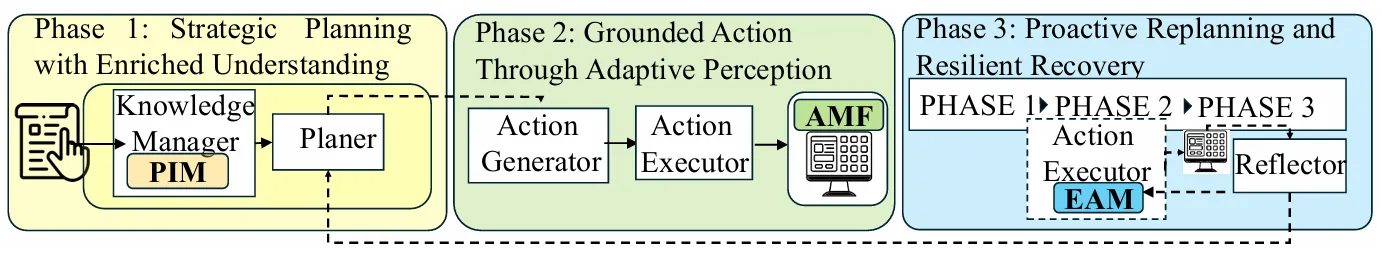 Phase 1: Strategic Planning
with Enriched Understanding
Knowledge
Manager
PIM
Planer
Phase 2: Grounded Action
Through Adaptive Perception
Action
Generator
Action
Executor
AMF
Phase 3: Proactive Replanning and
Resilient Recovery
PHASE 1 PHASE 2 PHASE 3
Action
Executor
EAM
Reflector